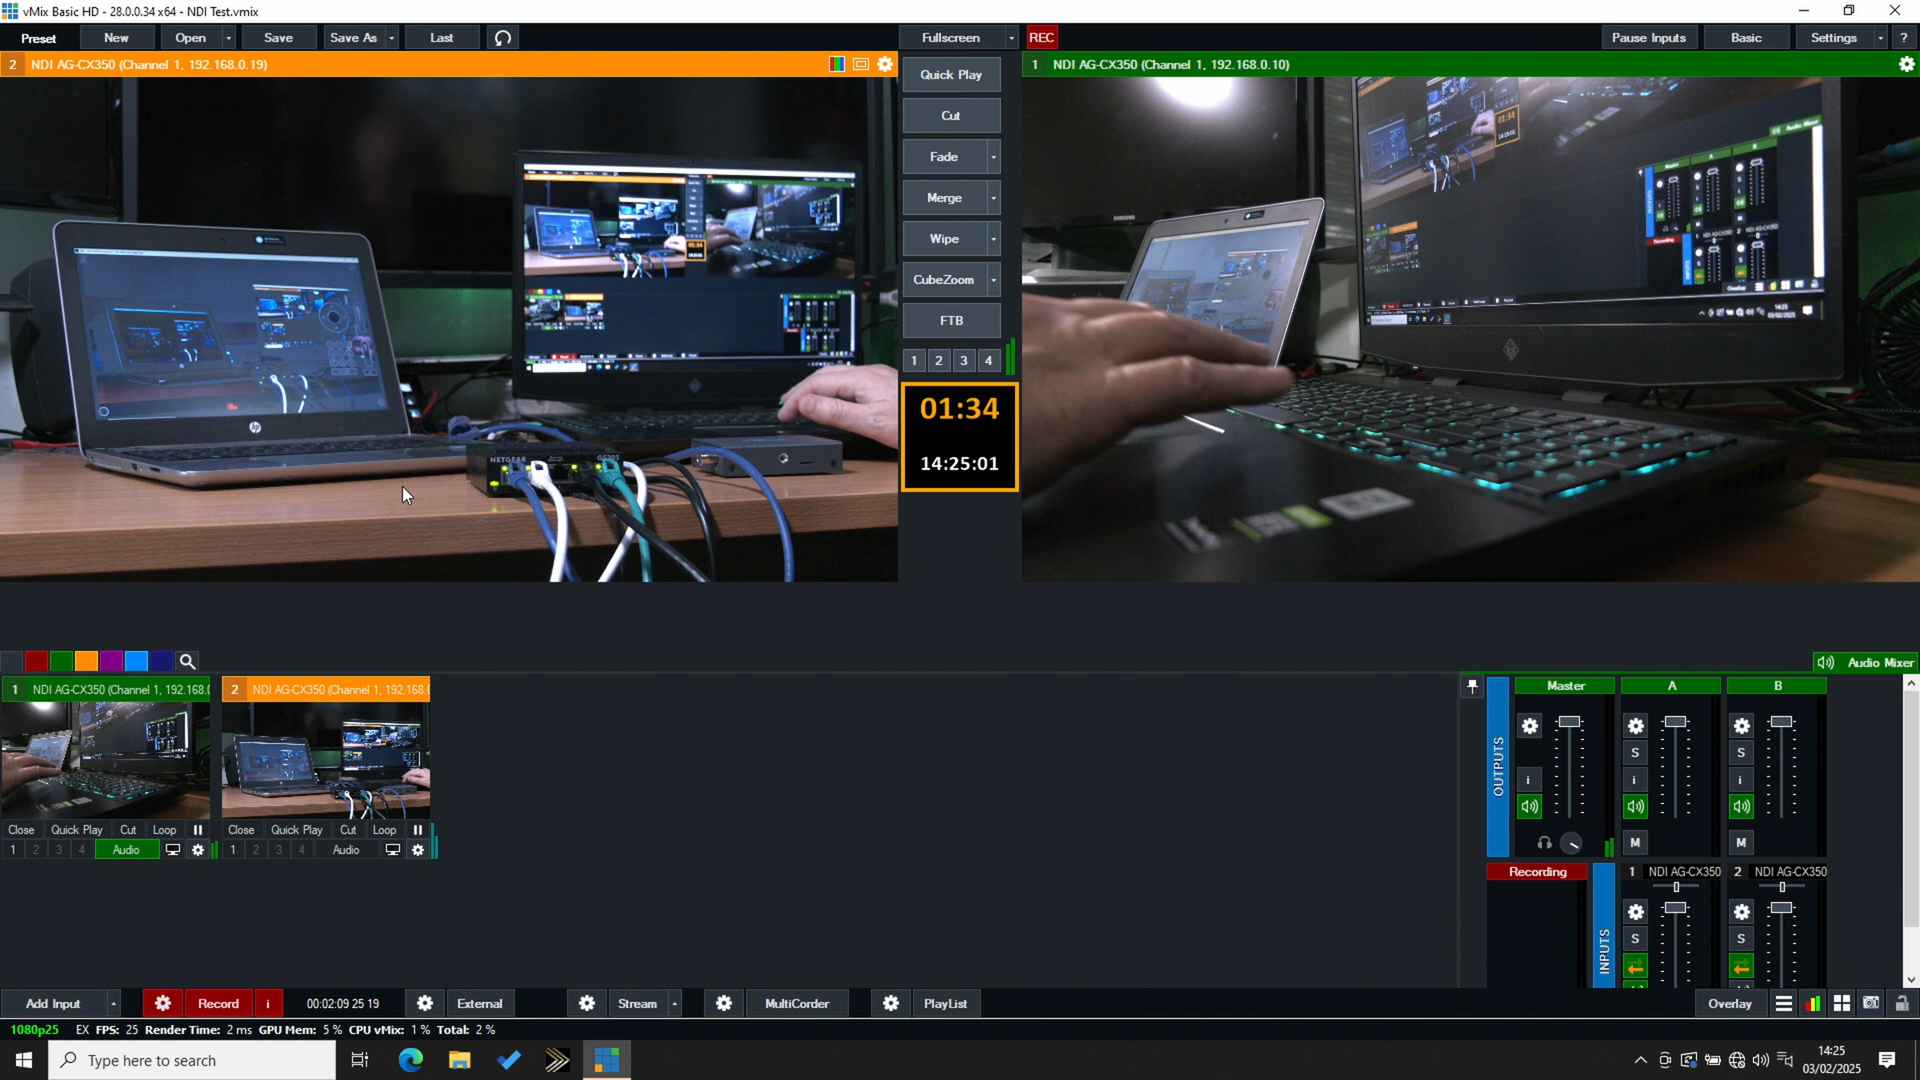 vMix Basic HD - 28.0.0.34 x64 - NDI Test.vmix
Preset New Open Save Save As Last Fullscreen REC Pause Inputs Basic Settings ?
2 NDI AG-CX350 (Channel 1, 192.168.0.19)
1 NDI AG-CX350 (Channel 1, 192.168.0.10)
Quick Play
Cut
Fade
Merge
Wipe
CubeZoom
FTB
1 2 3 4
01:34
14:25:01
NETGEAR
GS305
hp
SAMSUNG
Audio Mixer
1 NDI AG-CX350 (Channel 1, 192.168.0
2 NDI AG-CX350 (Channel 1, 192.168.0
Close Quick Play Cut Loop
1 2 3 4 Audio
Close Quick Play Cut Loop
1 2 3 4 Audio
OUTPUTS
Master A B
S S
i i i
M M
Recording
INPUTS
1 NDI AG-CX350
2 NDI AG-CX350
S S
Add Input Record i 00:02:09 25 19 External Stream MultiCorder PlayList Overlay
1080p25 EX FPS: 25 Render Time: 2 ms GPU Mem: 5 % CPU vMix: 1 % Total: 2 %
Type here to search
14:25
03/02/2025